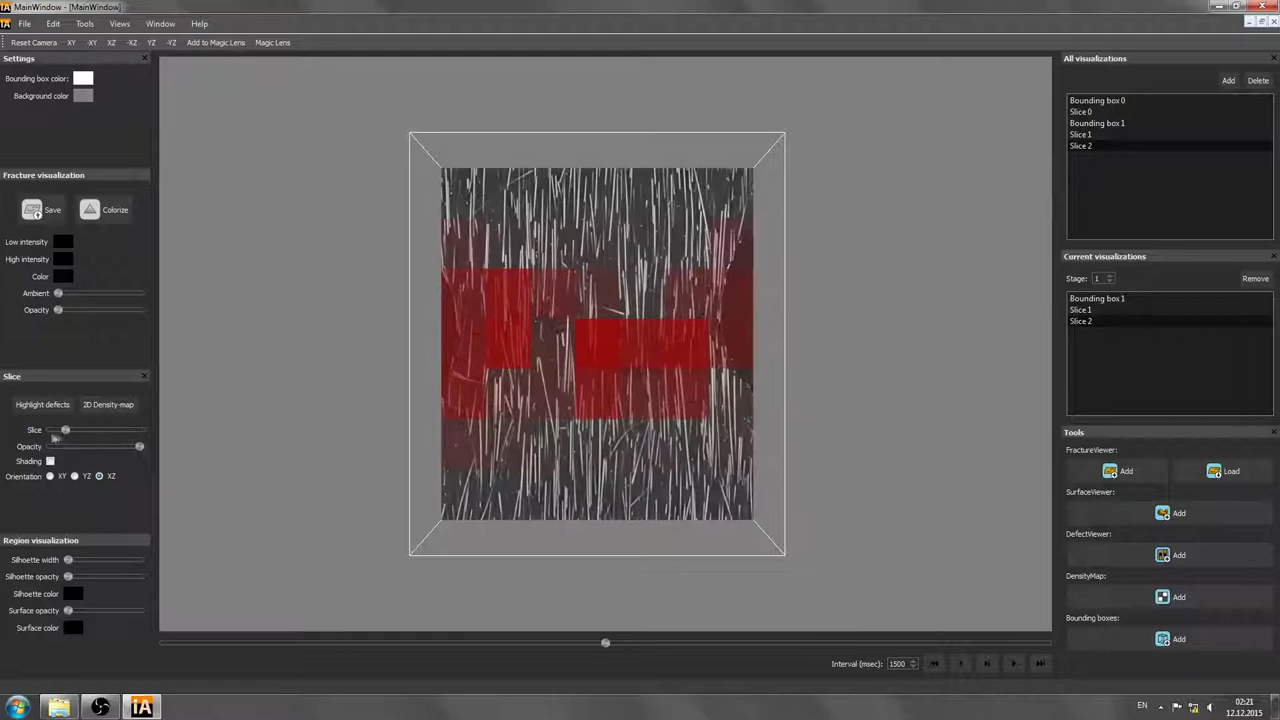 iA MainWindow - [MainWindow]
iA File Edit Tools Views Window Help
Reset Camera XY -XY XZ -XZ YZ -YZ Add to Magic Lens Magic Lens
Settings
Bounding box color:
Background color
Fracture visualization
Save Colorize
Low intensity
High intensity
Color
Ambient
Opacity
Slice
Highlight defects 2D Density-map
Slice
Opacity
Shading
Orientation XY YZ XZ
Region visualization
Silhoette width
Silhoette opacity
Silhoette color
Surface opacity
Surface color
Interval (msec): 1500
All visualizations
Add Delete
Bounding box 0
Slice 0
Bounding box 1
Slice 1
Slice 2
Current visualizations
Stage: 1 Remove
Bounding box 1
Slice 1
Slice 2
Tools
FractureViewer:
Add Load
SurfaceViewer:
Add
DefectViewer:
Add
DensityMap:
Add
Bounding boxes:
Add
iA
EN
02:21
12.12.2015